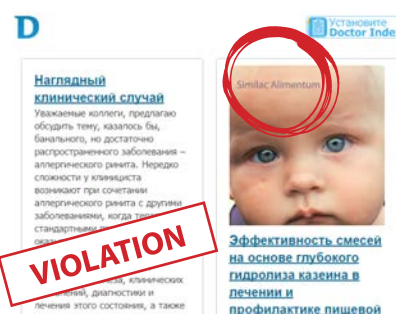 D
Установите
Doctor Inde
Наглядный
клинический случай
Уважаемые коллеги, предлагаю
обсудить тему, казалось бы,
банального, но достаточно
распространенного заболевания –
аллергического ринита. Нередко
сложности у клинициста
возникают при сочетании
аллергического ринита с другими
заболеваниями, когда
стандартными
VIOLATION
клинических
диагностики и
лечения этого состояния, а также
Similac Alimentum
Эффективность смесей
на основе глубокого
гидролиза казеина в
лечении и
профилактике пищевой